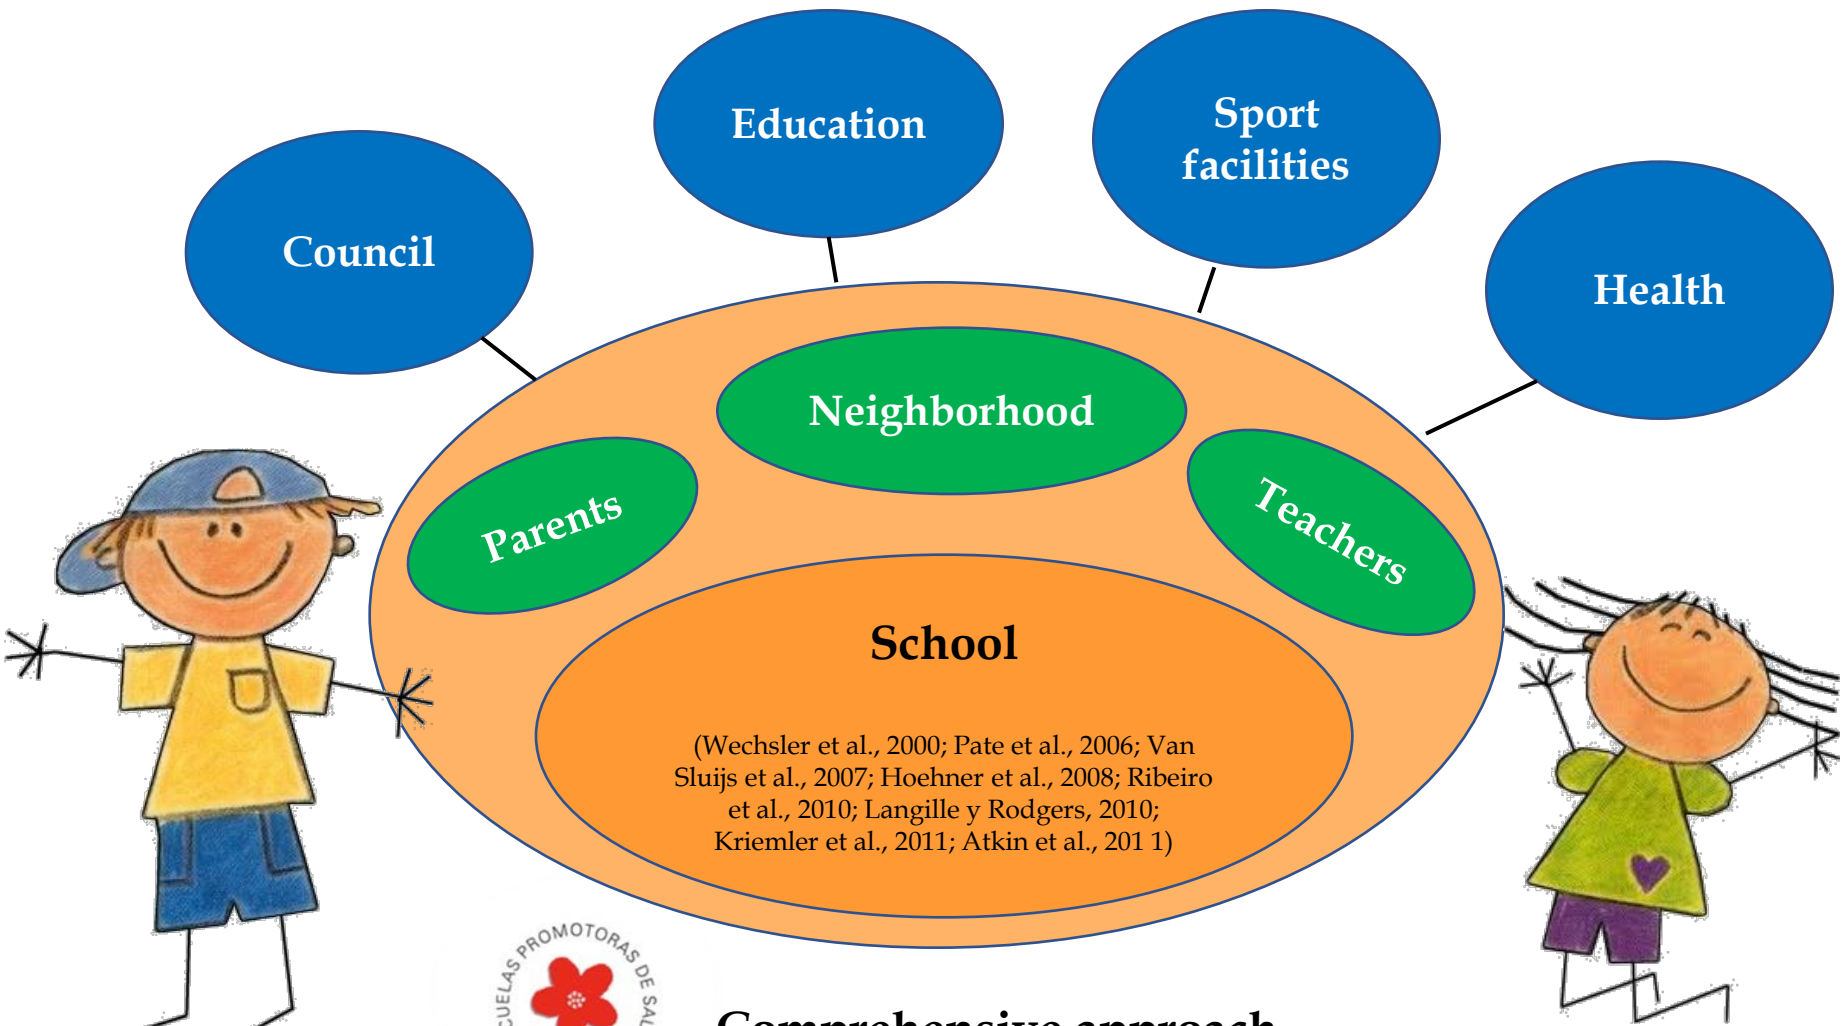 Education
Sport
facilities
Council
Health
Neighborhood
Parents
Teachers
School
(Wechsler et al., 2000; Pate et al., 2006; Van
Sluijs et al., 2007; Hoehner et al., 2008; Ribeiro
et al., 2010; Langille y Rodgers, 2010;
Kriemler et al., 2011; Atkin et al., 201 1)
PROMOTORAS DE
Comprehensive approach